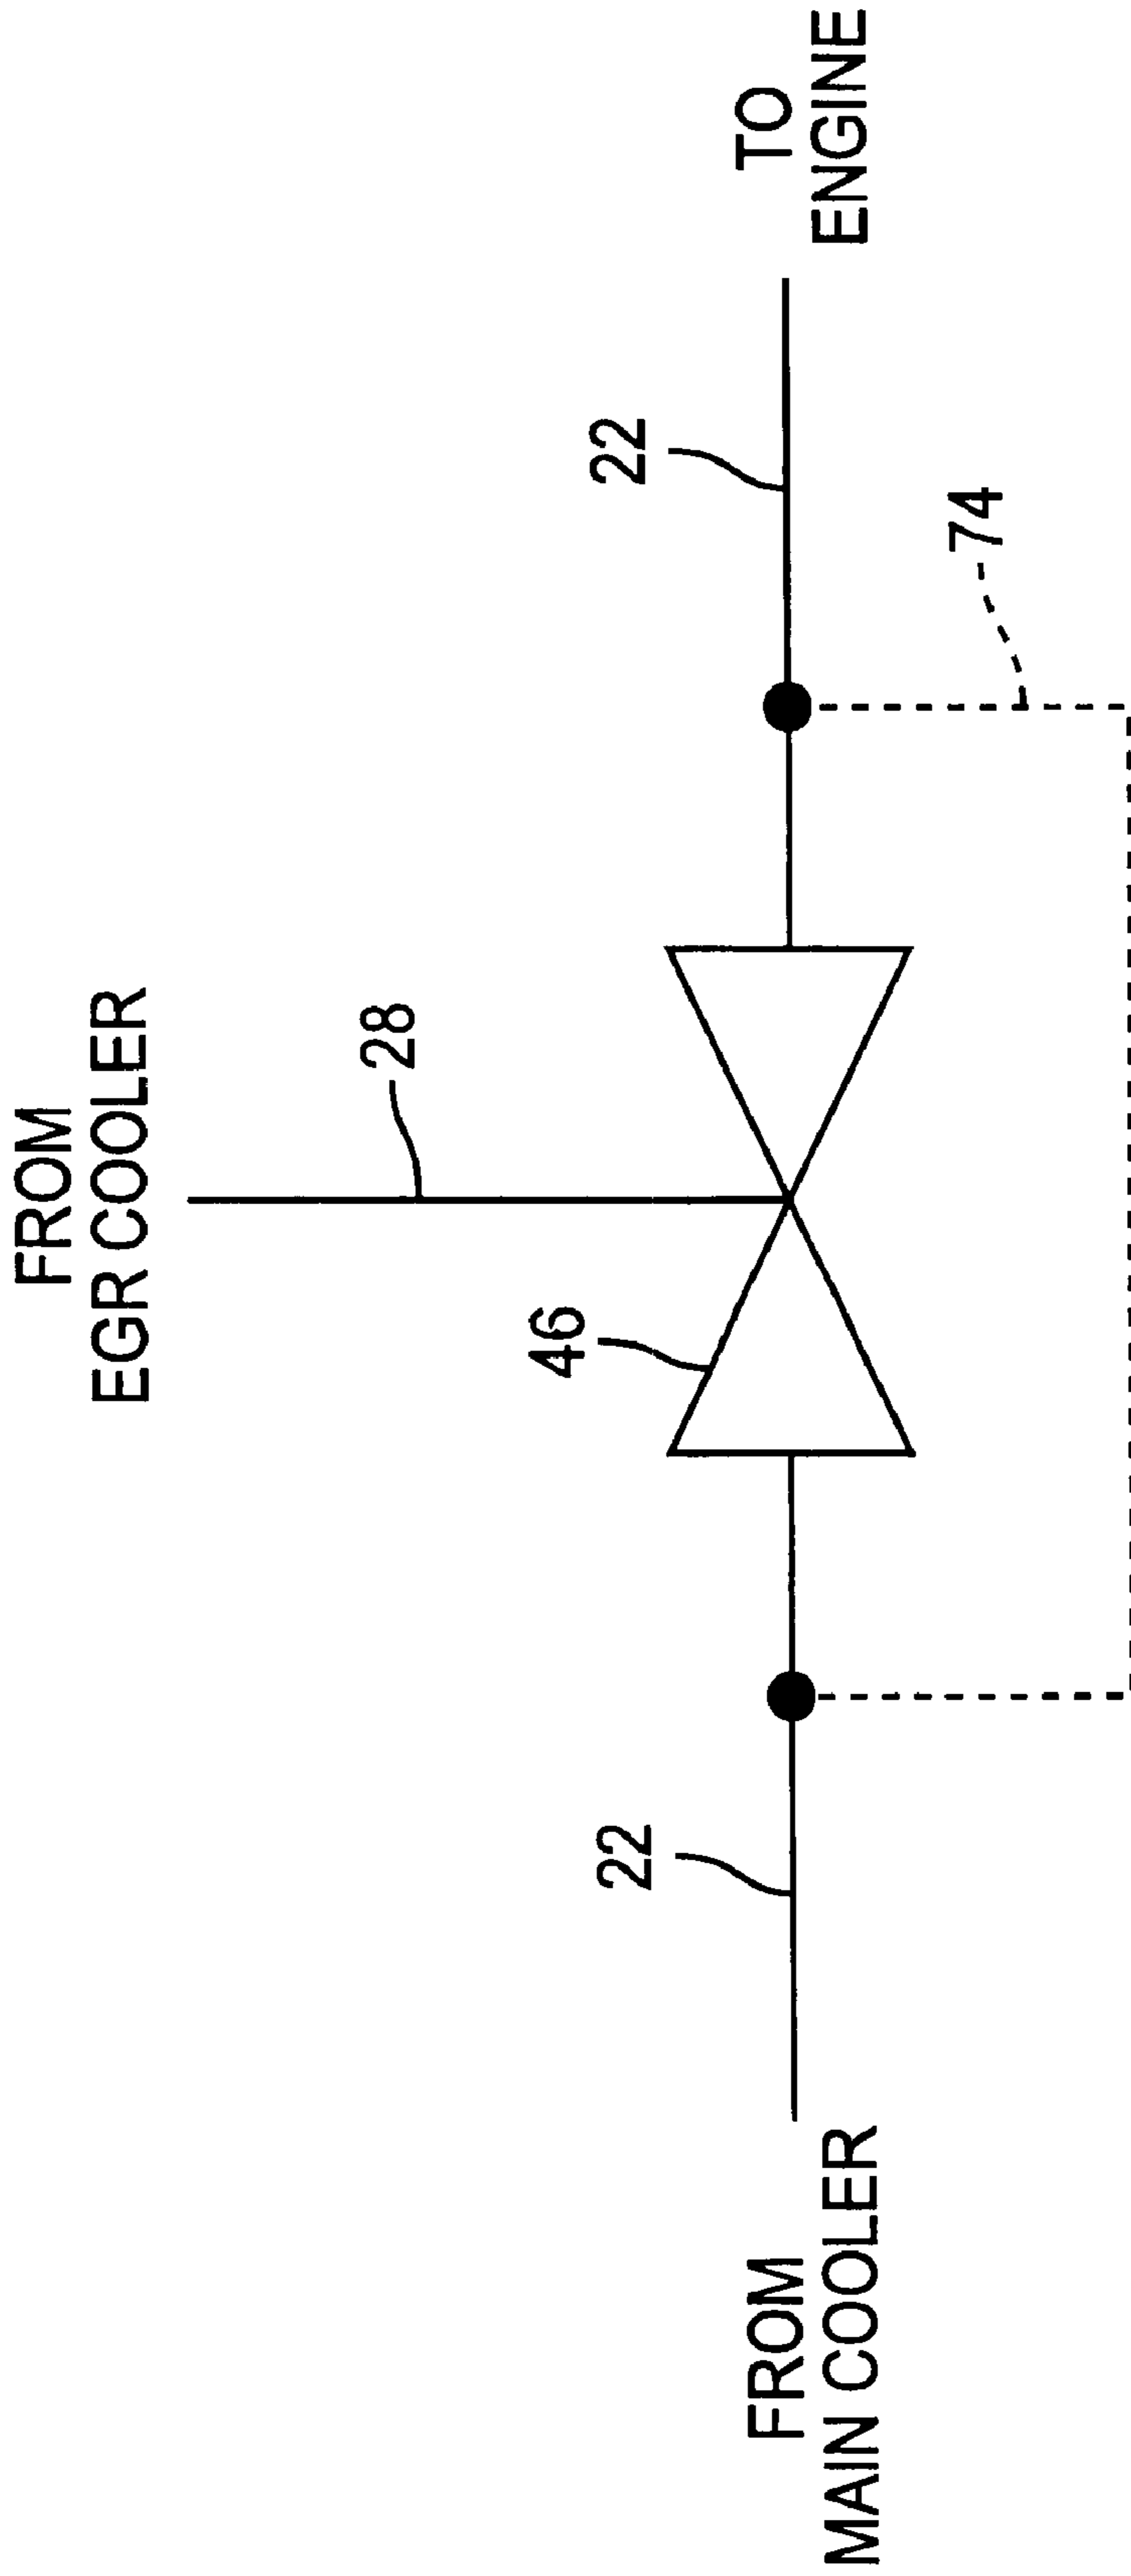 FROM
EGR COOLER
28
46
22
22
74
FROM
MAIN COOLER
TO
ENGINE